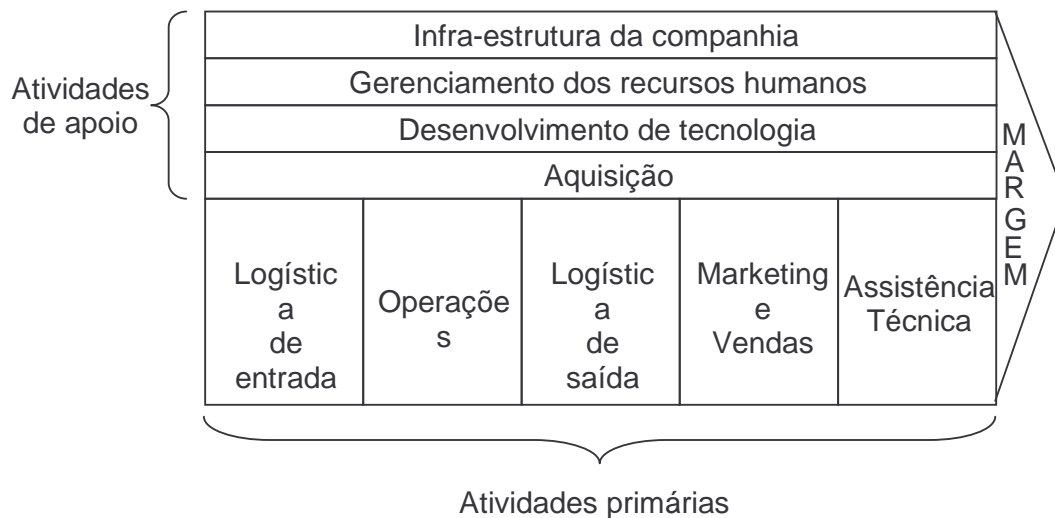 Infra-estrutura da companhia
Gerenciamento dos recursos humanos
Desenvolvimento de tecnologia
Aquisição
Atividades
de apoio
Logístic
a
de
entrada
Operaçõe
s
Logístic
a
de
saída
Marketing
e
Vendas
Assistência
Técnica
MARGEM
Atividades primárias